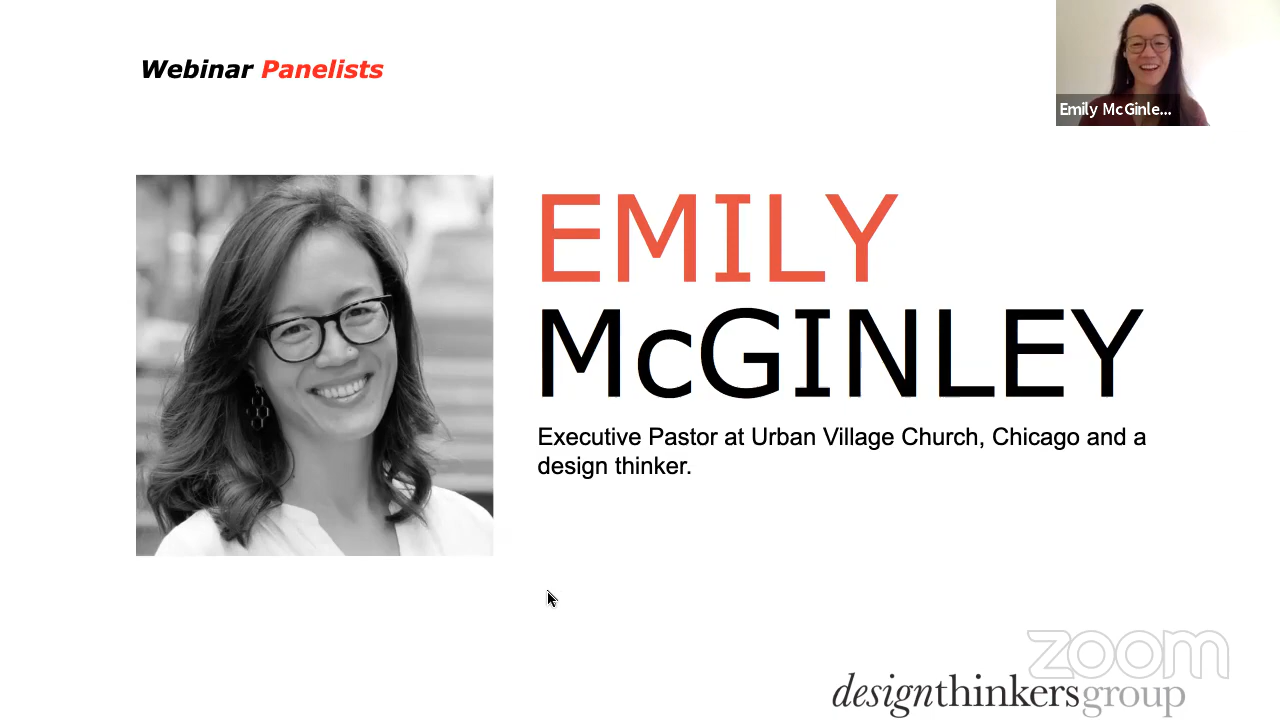 Webinar Panelists
Emily McGinle...
EMILY
McGINLEY
Executive Pastor at Urban Village Church, Chicago and a
design thinker.
zoom
designthinkersgroup